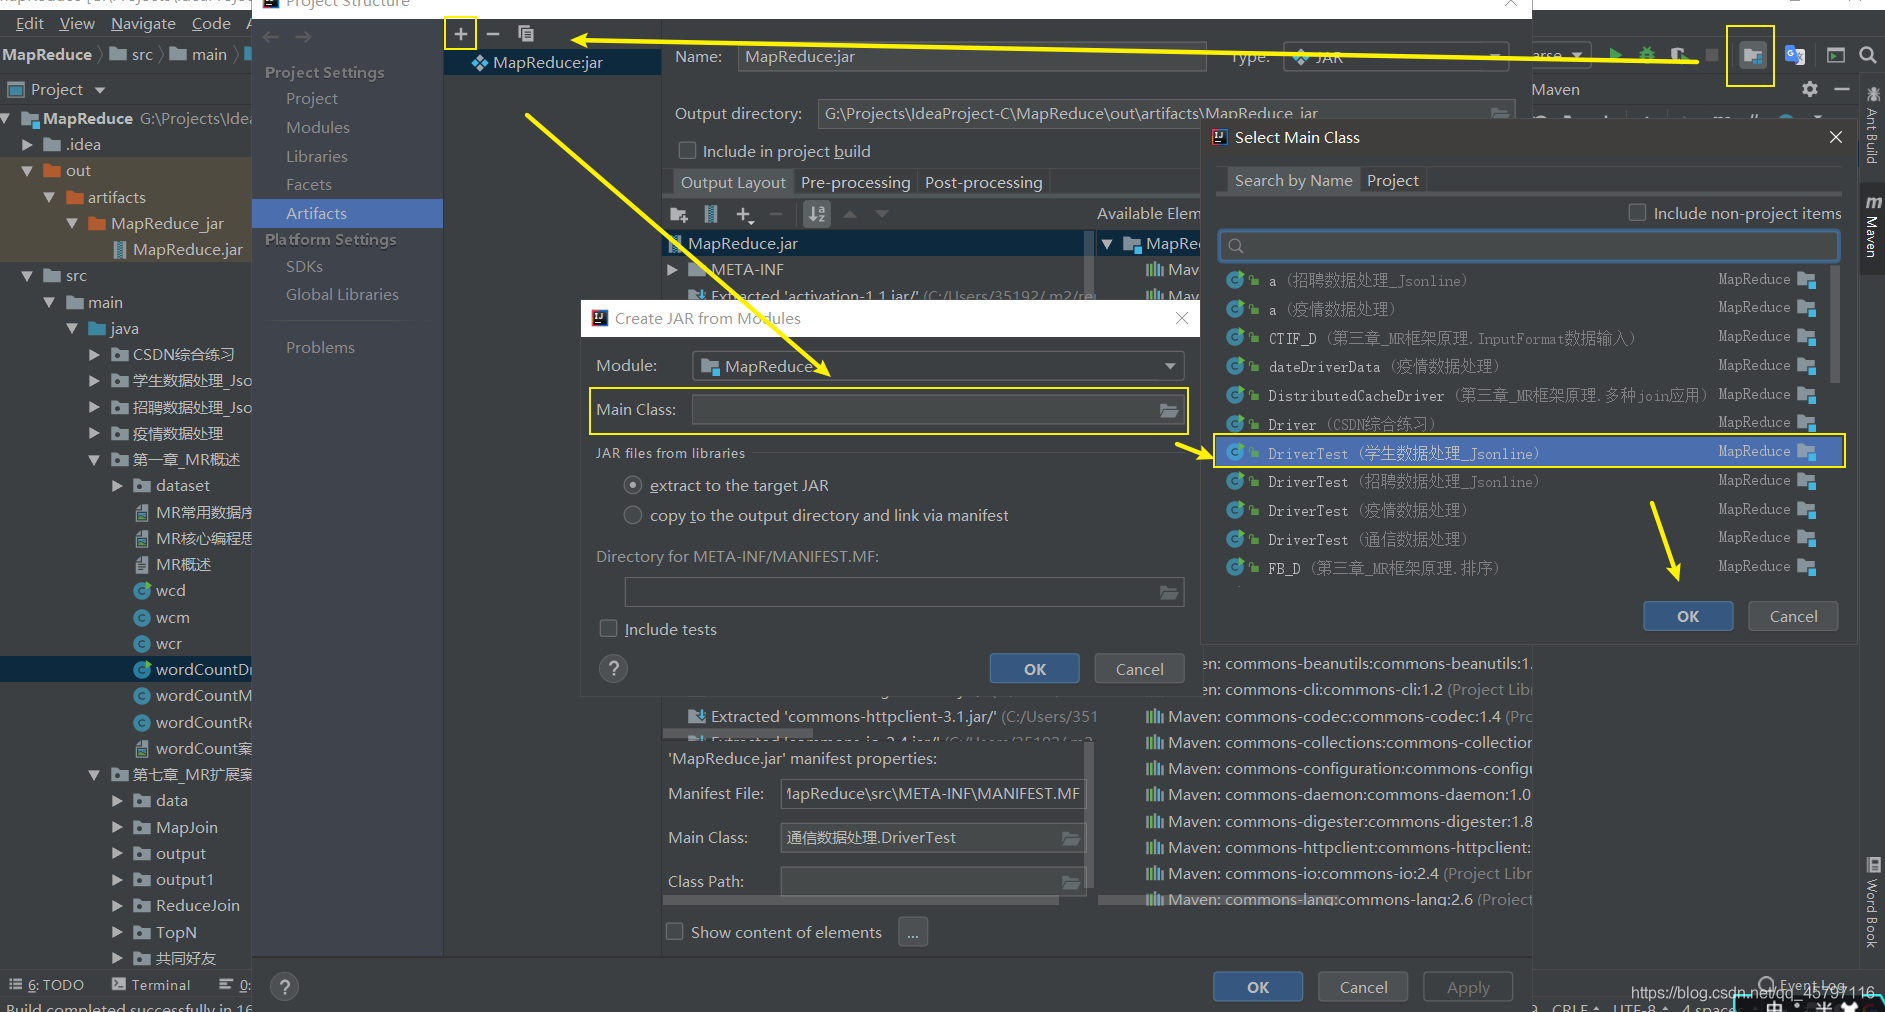 Project Structure
Edit View Navigate Code
MapReduce src main
Project
MapReduce G:\Projects\Idea
.idea
out
artifacts
MapReduce_jar
MapReduce.jar
src
main
java
CSDN综合练习
学生数据处理_Jso
招聘数据处理_Jso
疫情数据处理
第一章_MR概述
dataset
MR常用数据序
MR核心编程思
MR概述
wcd
wcm
wcr
wordCountD
wordCountM
wordCountRe
wordCount案
第七章_MR扩展案
data
MapJoin
output
output1
ReduceJoin
TopN
共同好友
6: TODO Terminal
Build completed successfully in 16
Project Settings
Project
Modules
Libraries
Facets
Artifacts
Platform Settings
SDKs
Global Libraries
Problems
MapReduce:jar
Name: MapReduce:jar Type: JAR
Output directory: G:\Projects\IdeaProject-C\MapReduce\out\artifacts\MapReduce_jar
Include in project build
Output Layout Pre-processing Post-processing
Available Elem
MapReduce.jar
META-INF
Extracted 'activation-1.1.jar/' (C:/Users/35192/.m2/re
MapRe
Mav
Create JAR from Modules
Module: MapReduce
Main Class:
JAR files from libraries
extract to the target JAR
copy to the output directory and link via manifest
Directory for META-INF/MANIFEST.MF:
Include tests
? OK Cancel
Extracted 'commons-httpclient-3.1.jar/' (C:/Users/351
'MapReduce.jar' manifest properties:
Manifest File: MapReduce\src\META-INF\MANIFEST.MF
Main Class: 通信数据处理.DriverTest
Class Path:
Show content of elements ...
en: commons-beanutils:commons-beanutils:1.
en: commons-cli:commons-cli:1.2 (Project Libr
Maven: commons-codec:commons-codec:1.4 (Pro
Maven: commons-collections:commons-collection
Maven: commons-configuration:commons-configu
Maven: commons-daemon:commons-daemon:1.0
Maven: commons-digester:commons-digester:1.8
Maven: commons-httpclient:commons-httpclient:
Maven: commons-io:commons-io:2.4 (Project Libr
Maven: commons-lang:commons-lang:2.6 (Project
? OK Cancel Apply
Maven
Select Main Class
Search by Name Project
Include non-project items
a (招聘数据处理_Jsonline) MapReduce
a (疫情数据处理) MapReduce
CTIF_D (第三章_MR框架原理.InputFormat数据输入) MapReduce
dateDriverData (疫情数据处理) MapReduce
DistributedCacheDriver (第三章_MR框架原理.多种join应用) MapReduce
Driver (CSDN综合练习) MapReduce
DriverTest (学生数据处理_Jsonline) MapReduce
DriverTest (招聘数据处理_Jsonline) MapReduce
DriverTest (疫情数据处理) MapReduce
DriverTest (通信数据处理) MapReduce
FB_D (第三章_MR框架原理.排序) MapReduce
OK Cancel
Ant Build
Maven
Word Book
Event Log
https://blog.csdn.net/qq_45797116
CRLF UTF-8 4 spaces
中 半